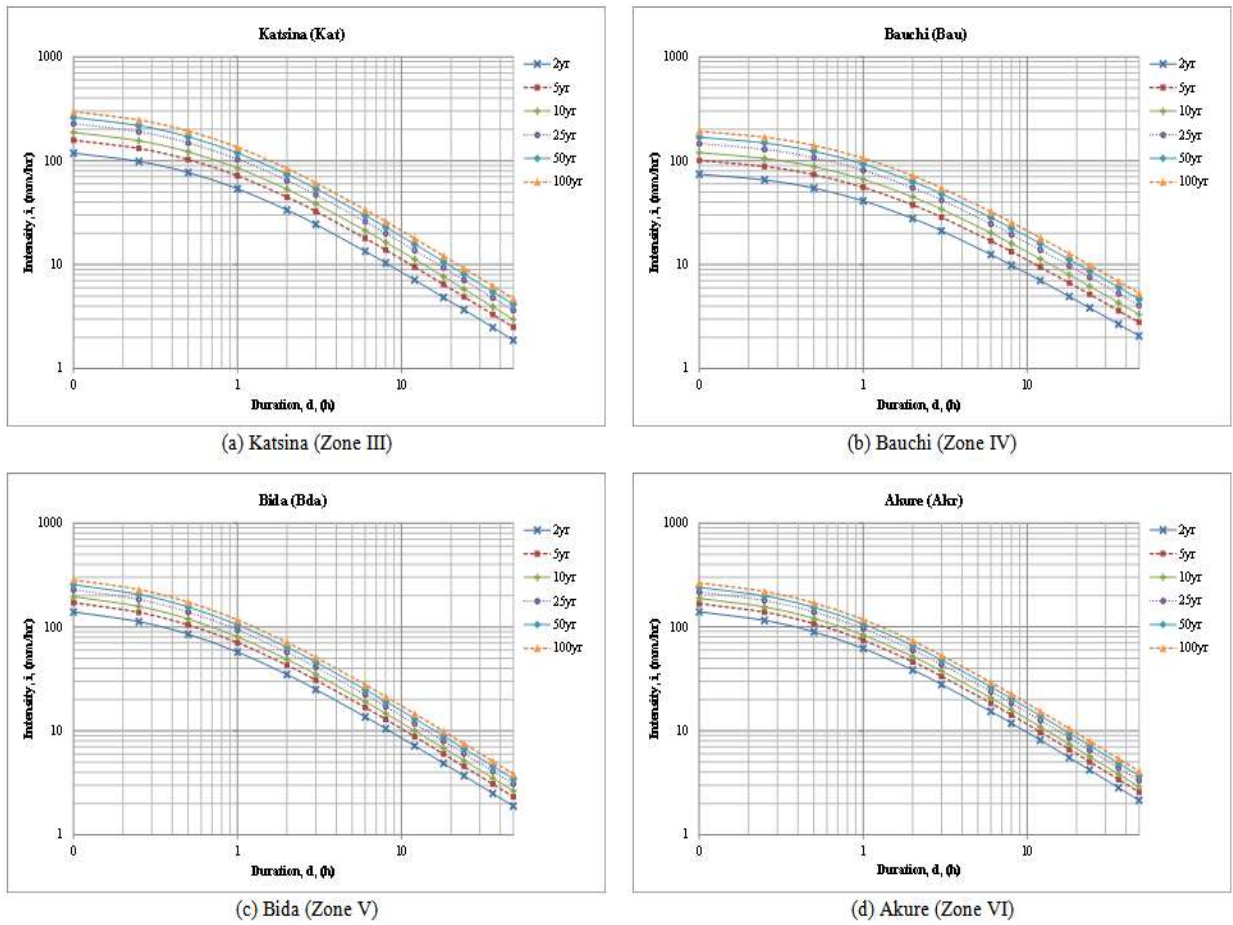 Katsina (Kat)
1000
100
10
1
0
1
10
Intensity, i, (mm/hr)
Duration, d, (h)
2yr
5yr
10yr
25yr
50yr
100yr
(a) Katsina (Zone III)
Bauchi (Bau)
1000
100
10
1
0
1
10
Intensity, i, (mm/hr)
Duration, d, (h)
2yr
5yr
10yr
25yr
50yr
100yr
(b) Bauchi (Zone IV)
Bida (Bda)
1000
100
10
1
0
1
10
Intensity, i, (mm/hr)
Duration, d, (h)
2yr
5yr
10yr
25yr
50yr
100yr
(c) Bida (Zone V)
Akure (Akr)
1000
100
10
1
0
1
10
Intensity, i, (mm/hr)
Duration, d, (h)
2yr
5yr
10yr
25yr
50yr
100yr
(d) Akure (Zone VI)